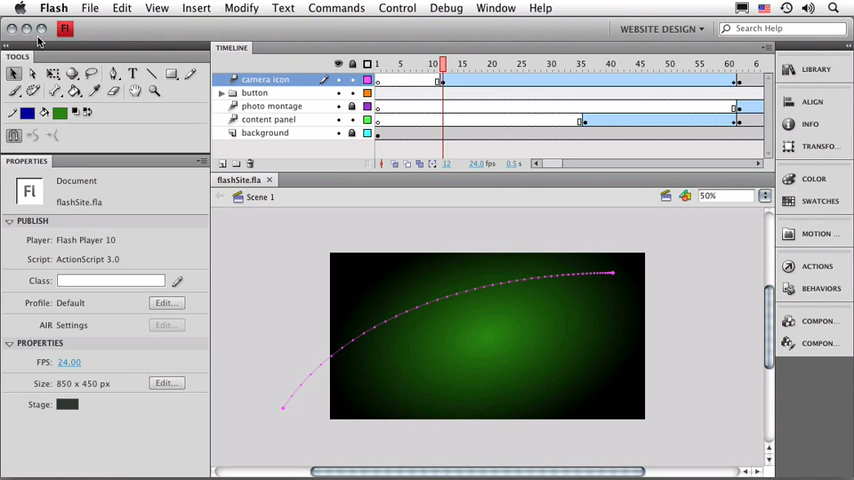 Flash File Edit View Insert Modify Text Commands Control Debug Window Help
Fl WEBSITE DESIGN Search Help
TOOLS
TIMELINE
1 5 10 15 20 25 30 35 40 45 50 55 60 6
camera icon
button
photo montage
content panel
background
12 24.0 fps 0.5 s
PROPERTIES
Fl
Document
flashSite.fla
PUBLISH
Player: Flash Player 10
Script: ActionScript 3.0
Class:
Profile: Default Edit...
AIR Settings Edit...
PROPERTIES
FPS: 24.00
Size: 850 x 450 px Edit...
Stage:
flashSite.fla
Scene 1
50%
LIBRARY
ALIGN
INFO
TRANSFO...
COLOR
SWATCHES
MOTION ...
ACTIONS
BEHAVIORS
COMPON...
COMPON...